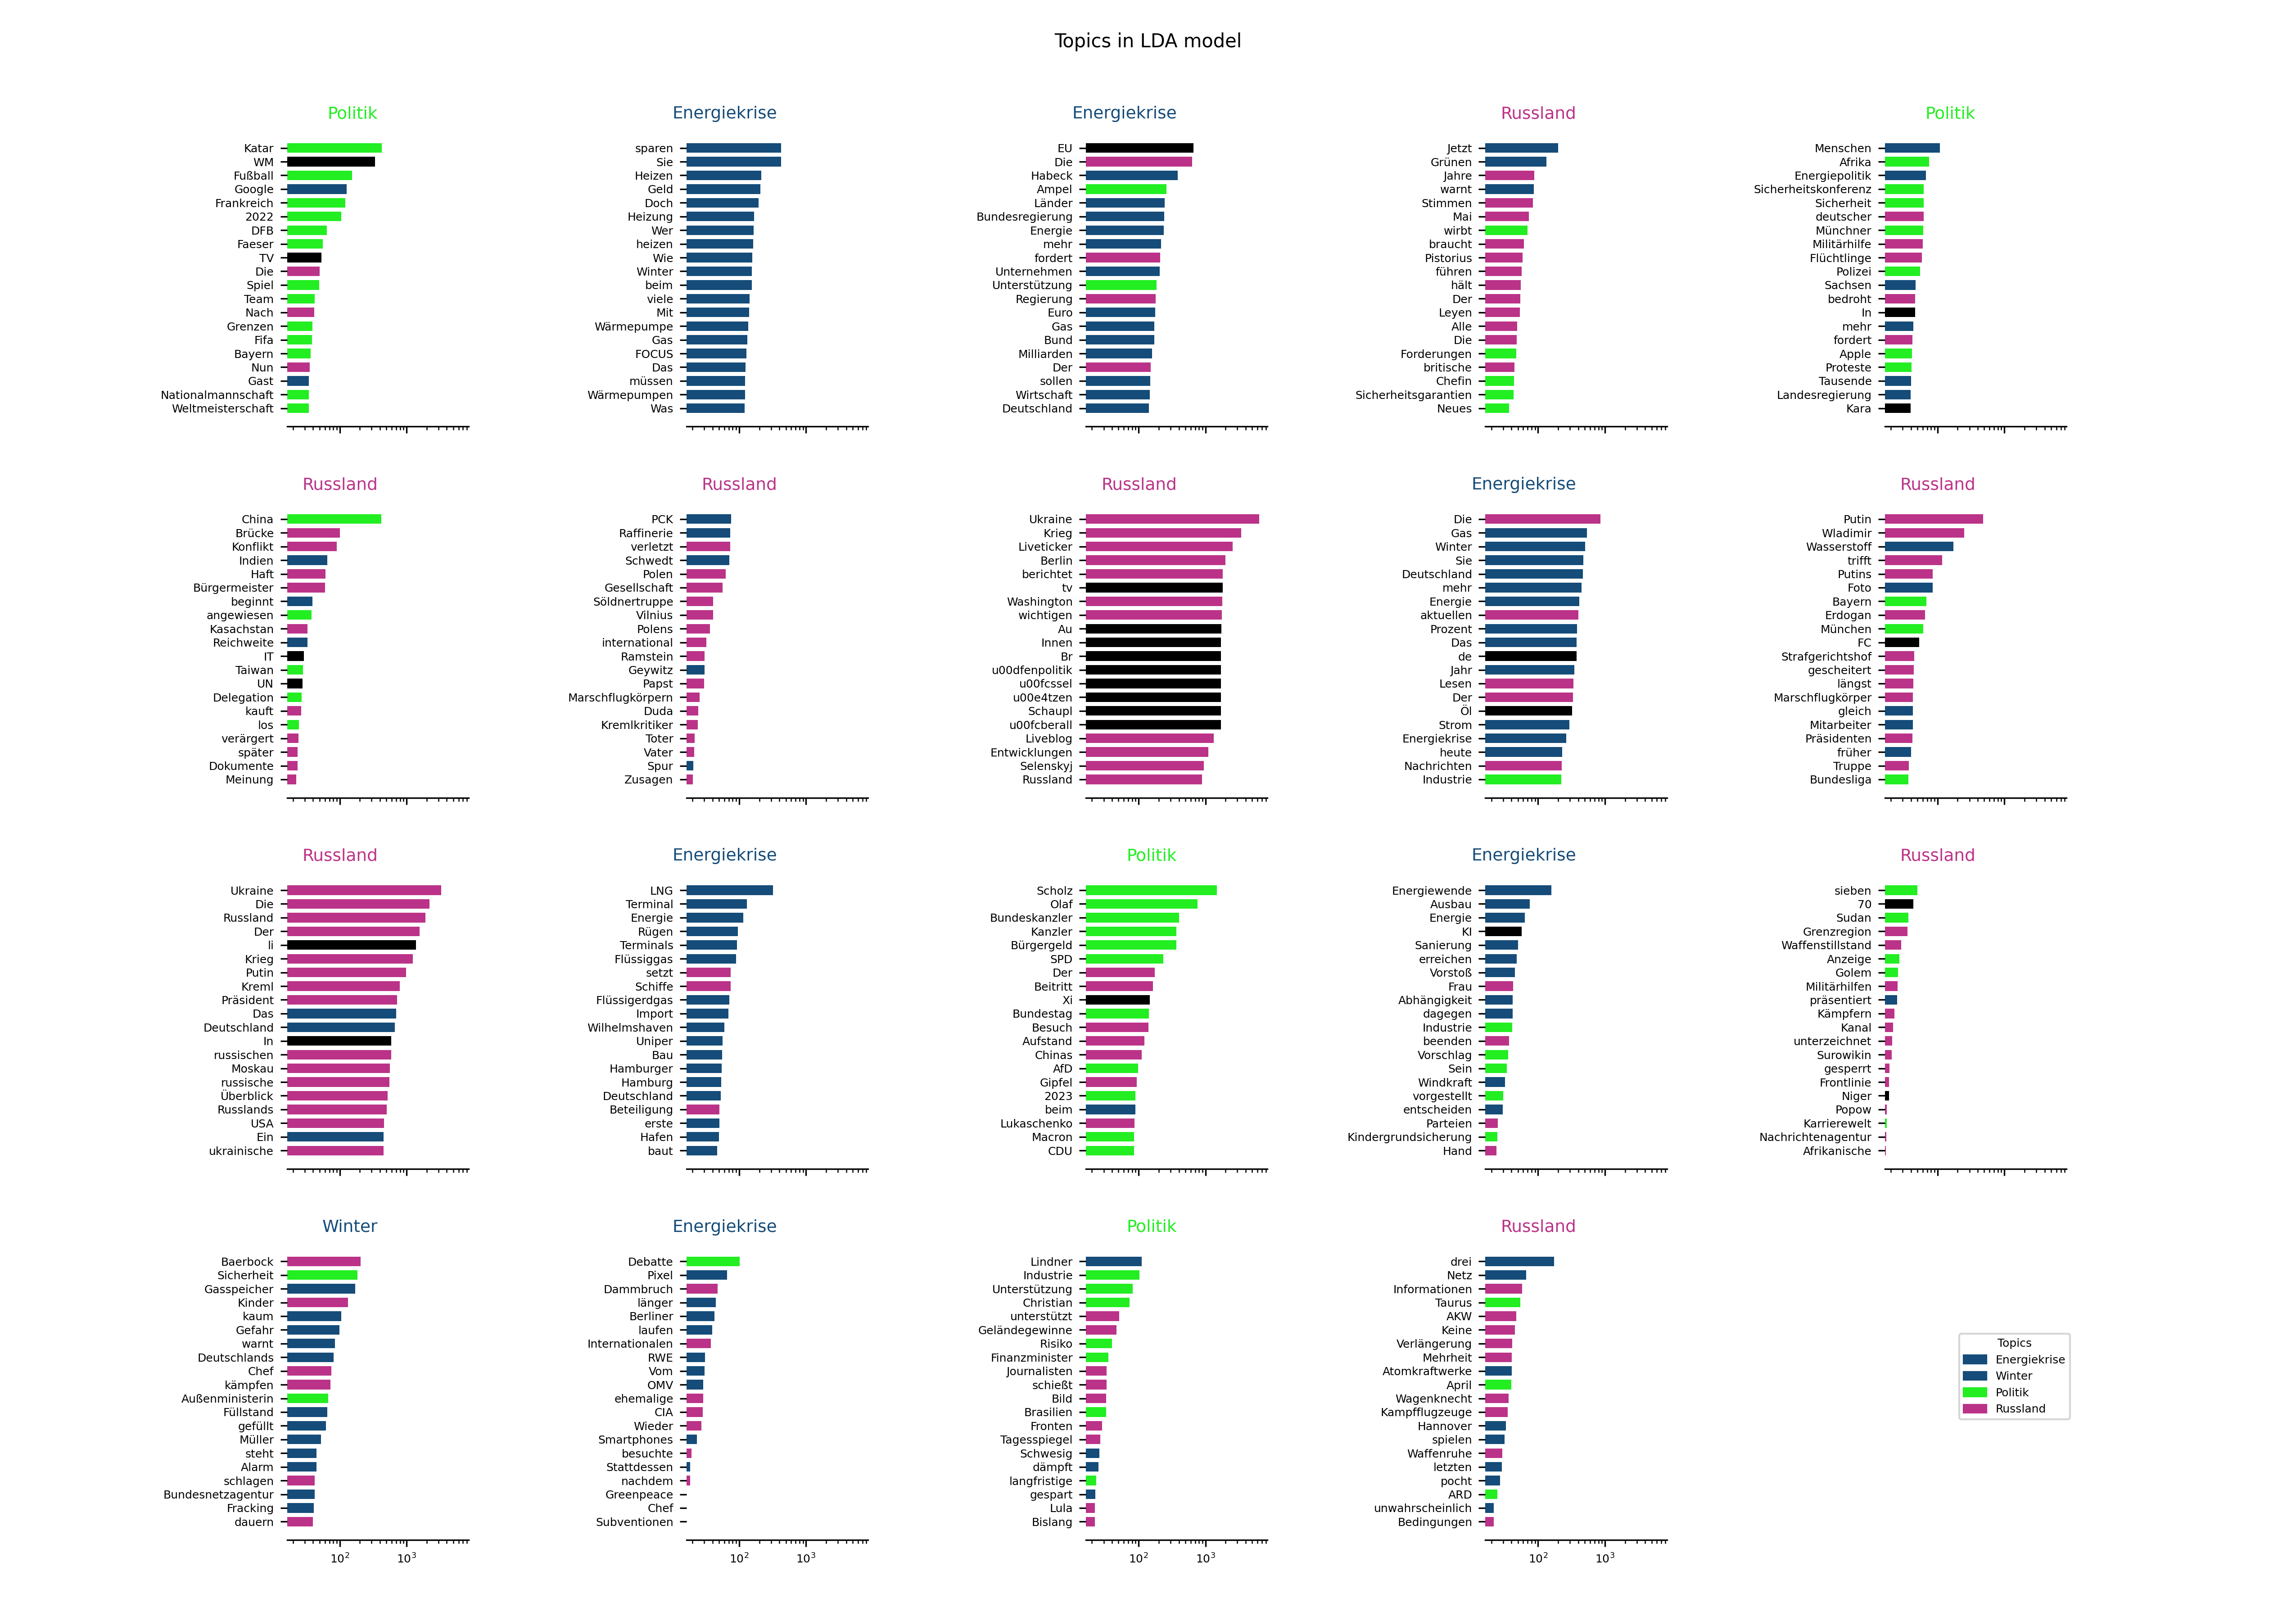 Topics in LDA model
Politik
Katar
WM
Fußball
Google
Frankreich
2022
DFB
Faeser
TV
Die
Spiel
Team
Nach
Grenzen
Fifa
Bayern
Nun
Gast
Nationalmannschaft
Weltmeisterschaft
Energiekrise
sparen
Sie
Heizen
Geld
Doch
Heizung
Wer
heizen
Wie
Winter
beim
viele
Mit
Wärmepumpe
Gas
FOCUS
Das
müssen
Wärmepumpen
Was
Energiekrise
EU
Die
Habeck
Ampel
Länder
Bundesregierung
Energie
mehr
fordert
Unternehmen
Unterstützung
Regierung
Euro
Gas
Bund
Milliarden
Der
sollen
Wirtschaft
Deutschland
Russland
Jetzt
Grünen
Jahre
warnt
Stimmen
Mai
wirbt
braucht
Pistorius
führen
hält
Der
Leyen
Alle
Die
Forderungen
britische
Chefin
Sicherheitsgarantien
Neues
Politik
Menschen
Afrika
Energiepolitik
Sicherheitskonferenz
Sicherheit
deutscher
Münchner
Militärhilfe
Flüchtlinge
Polizei
Sachsen
bedroht
In
mehr
fordert
Apple
Proteste
Tausende
Landesregierung
Kara
Russland
China
Brücke
Konflikt
Indien
Haft
Bürgermeister
beginnt
angewiesen
Kasachstan
Reichweite
IT
Taiwan
UN
Delegation
kauft
los
verärgert
später
Dokumente
Meinung
Russland
PCK
Raffinerie
verletzt
Schwedt
Polen
Gesellschaft
Söldnertruppe
Vilnius
Polens
international
Ramstein
Geywitz
Papst
Marschflugkörpern
Duda
Kremlkritiker
Toter
Vater
Spur
Zusagen
Russland
Ukraine
Krieg
Liveticker
Berlin
berichtet
tv
Washington
wichtigen
Au
Innen
Br
u00dfenpolitik
u00fcssel
u00e4tzen
Schaupl
u00fcberall
Liveblog
Entwicklungen
Selenskyj
Russland
Energiekrise
Die
Gas
Winter
Sie
Deutschland
mehr
Energie
aktuellen
Prozent
Das
de
Jahr
Lesen
Der
Öl
Strom
Energiekrise
heute
Nachrichten
Industrie
Russland
Putin
Wladimir
Wasserstoff
trifft
Putins
Foto
Bayern
Erdogan
München
FC
Strafgerichtshof
gescheitert
längst
Marschflugkörper
gleich
Mitarbeiter
Präsidenten
früher
Truppe
Bundesliga
Russland
Ukraine
Die
Russland
Der
li
Krieg
Putin
Kreml
Präsident
Das
Deutschland
In
russischen
Moskau
russische
Überblick
Russlands
USA
Ein
ukrainische
Energiekrise
LNG
Terminal
Energie
Rügen
Terminals
Flüssiggas
setzt
Schiffe
Flüssigerdgas
Import
Wilhelmshaven
Uniper
Bau
Hamburger
Hamburg
Deutschland
Beteiligung
erste
Hafen
baut
Politik
Scholz
Olaf
Bundeskanzler
Kanzler
Bürgergeld
SPD
Der
Beitritt
Xi
Bundestag
Besuch
Aufstand
Chinas
AfD
Gipfel
2023
beim
Lukaschenko
Macron
CDU
Energiekrise
Energiewende
Ausbau
Energie
KI
Sanierung
erreichen
Vorstoß
Frau
Abhängigkeit
dagegen
Industrie
beenden
Vorschlag
Sein
Windkraft
vorgestellt
entscheiden
Parteien
Kindergrundsicherung
Hand
Russland
sieben
70
Sudan
Grenzregion
Waffenstillstand
Anzeige
Golem
Militärhilfen
präsentiert
Kämpfern
Kanal
unterzeichnet
Surowikin
gesperrt
Frontlinie
Niger
Popow
Karrierewelt
Nachrichtenagentur
Afrikanische
Winter
Baerbock
Sicherheit
Gasspeicher
Kinder
kaum
Gefahr
warnt
Deutschlands
Chef
kämpfen
Außenministerin
Füllstand
gefüllt
Müller
steht
Alarm
schlagen
Bundesnetzagentur
Fracking
dauern
10² 10³
Energiekrise
Debatte
Pixel
Dammbruch
länger
Berliner
laufen
Internationalen
RWE
Vom
OMV
ehemalige
CIA
Wieder
Smartphones
besuchte
Stattdessen
nachdem
Greenpeace
Chef
Subventionen
10² 10³
Politik
Lindner
Industrie
Unterstützung
Christian
unterstützt
Geländegewinne
Risiko
Finanzminister
Journalisten
schießt
Bild
Brasilien
Fronten
Tagesspiegel
Schwesig
dämpft
langfristige
gespart
Lula
Bislang
10² 10³
Russland
drei
Netz
Informationen
Taurus
AKW
Keine
Verlängerung
Mehrheit
Atomkraftwerke
April
Wagenknecht
Kampfflugzeuge
Hannover
spielen
Waffenruhe
letzten
pocht
ARD
unwahrscheinlich
Bedingungen
10² 10³
Topics
Energiekrise
Winter
Politik
Russland